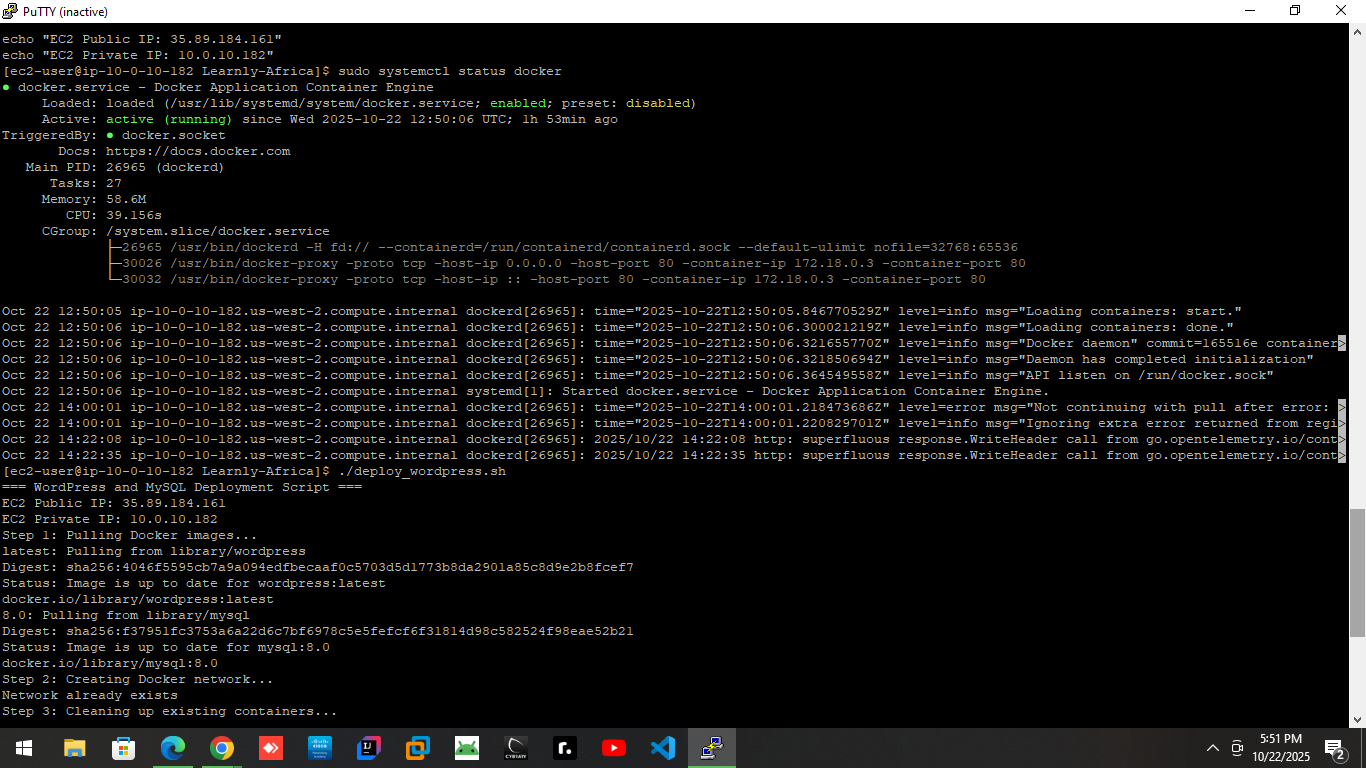 PuTTY (inactive)
echo "EC2 Public IP: 35.89.184.161"
echo "EC2 Private IP: 10.0.10.182"
[ec2-user@ip-10-0-10-182 Learnly-Africa]$ sudo systemctl status docker
● docker.service - Docker Application Container Engine
Loaded: loaded (/usr/lib/systemd/system/docker.service; enabled; preset: disabled)
Active: active (running) since Wed 2025-10-22 12:50:06 UTC; 1h 53min ago
TriggeredBy: ● docker.socket
Docs: https://docs.docker.com
Main PID: 26965 (dockerd)
Tasks: 27
Memory: 58.6M
CPU: 39.156s
CGroup: /system.slice/docker.service
├─26965 /usr/bin/dockerd -H fd:// --containerd=/run/containerd/containerd.sock --default-ulimit nofile=32768:65536
├─30026 /usr/bin/docker-proxy -proto tcp -host-ip 0.0.0.0 -host-port 80 -container-ip 172.18.0.3 -container-port 80
└─30032 /usr/bin/docker-proxy -proto tcp -host-ip :: -host-port 80 -container-ip 172.18.0.3 -container-port 80
Oct 22 12:50:05 ip-10-0-10-182.us-west-2.compute.internal dockerd[26965]: time="2025-10-22T12:50:05.846770529Z" level=info msg="Loading containers: start."
Oct 22 12:50:06 ip-10-0-10-182.us-west-2.compute.internal dockerd[26965]: time="2025-10-22T12:50:06.300021219Z" level=info msg="Loading containers: done."
Oct 22 12:50:06 ip-10-0-10-182.us-west-2.compute.internal dockerd[26965]: time="2025-10-22T12:50:06.321655770Z" level=info msg="Docker daemon" commit=165516e container>
Oct 22 12:50:06 ip-10-0-10-182.us-west-2.compute.internal dockerd[26965]: time="2025-10-22T12:50:06.321850694Z" level=info msg="Daemon has completed initialization"
Oct 22 12:50:06 ip-10-0-10-182.us-west-2.compute.internal dockerd[26965]: time="2025-10-22T12:50:06.364549558Z" level=info msg="API listen on /run/docker.sock"
Oct 22 12:50:06 ip-10-0-10-182.us-west-2.compute.internal systemd[1]: Started docker.service - Docker Application Container Engine.
Oct 22 14:00:01 ip-10-0-10-182.us-west-2.compute.internal dockerd[26965]: time="2025-10-22T14:00:01.218473686Z" level=error msg="Not continuing with pull after error: >
Oct 22 14:00:01 ip-10-0-10-182.us-west-2.compute.internal dockerd[26965]: time="2025-10-22T14:00:01.220829701Z" level=info msg="Ignoring extra error returned from regi>
Oct 22 14:22:08 ip-10-0-10-182.us-west-2.compute.internal dockerd[26965]: 2025/10/22 14:22:08 http: superfluous response.WriteHeader call from go.opentelemetry.io/cont>
Oct 22 14:22:35 ip-10-0-10-182.us-west-2.compute.internal dockerd[26965]: 2025/10/22 14:22:35 http: superfluous response.WriteHeader call from go.opentelemetry.io/cont>
[ec2-user@ip-10-0-10-182 Learnly-Africa]$ ./deploy_wordpress.sh
=== WordPress and MySQL Deployment Script ===
EC2 Public IP: 35.89.184.161
EC2 Private IP: 10.0.10.182
Step 1: Pulling Docker images...
latest: Pulling from library/wordpress
Digest: sha256:4046f5595cb7a9a094edfbecaaf0c5703d5d1773b8da2901a85c8d9e2b8fcef7
Status: Image is up to date for wordpress:latest
docker.io/library/wordpress:latest
8.0: Pulling from library/mysql
Digest: sha256:f37951fc3753a6a22d6c7bf6978c5e5fefcf6f31814d98c582524f98eae52b21
Status: Image is up to date for mysql:8.0
docker.io/library/mysql:8.0
Step 2: Creating Docker network...
Network already exists
Step 3: Cleaning up existing containers...
5:51 PM
10/22/2025
2